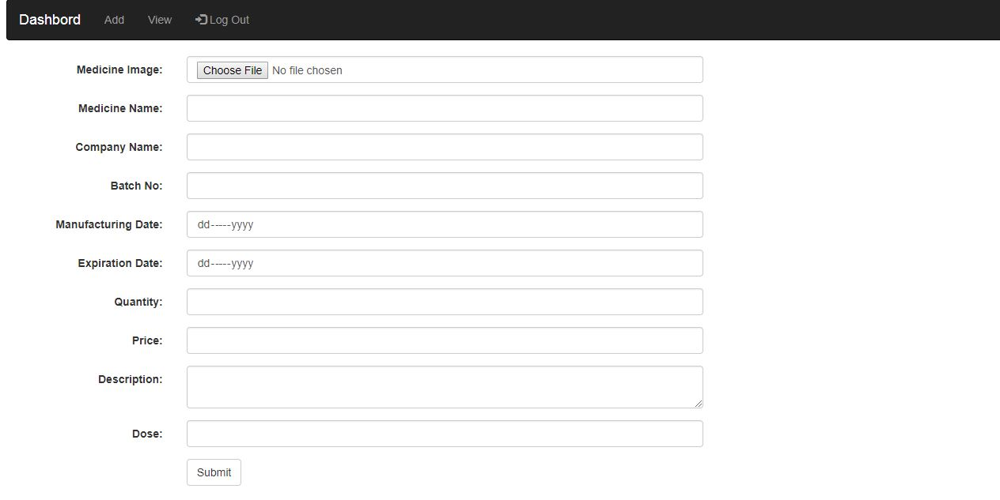 Dashbord Add View Log Out
Medicine Image: Choose File No file chosen
Medicine Name:
Company Name:
Batch No:
Manufacturing Date: dd-----yyyy
Expiration Date: dd-----yyyy
Quantity:
Price:
Description:
Dose:
Submit